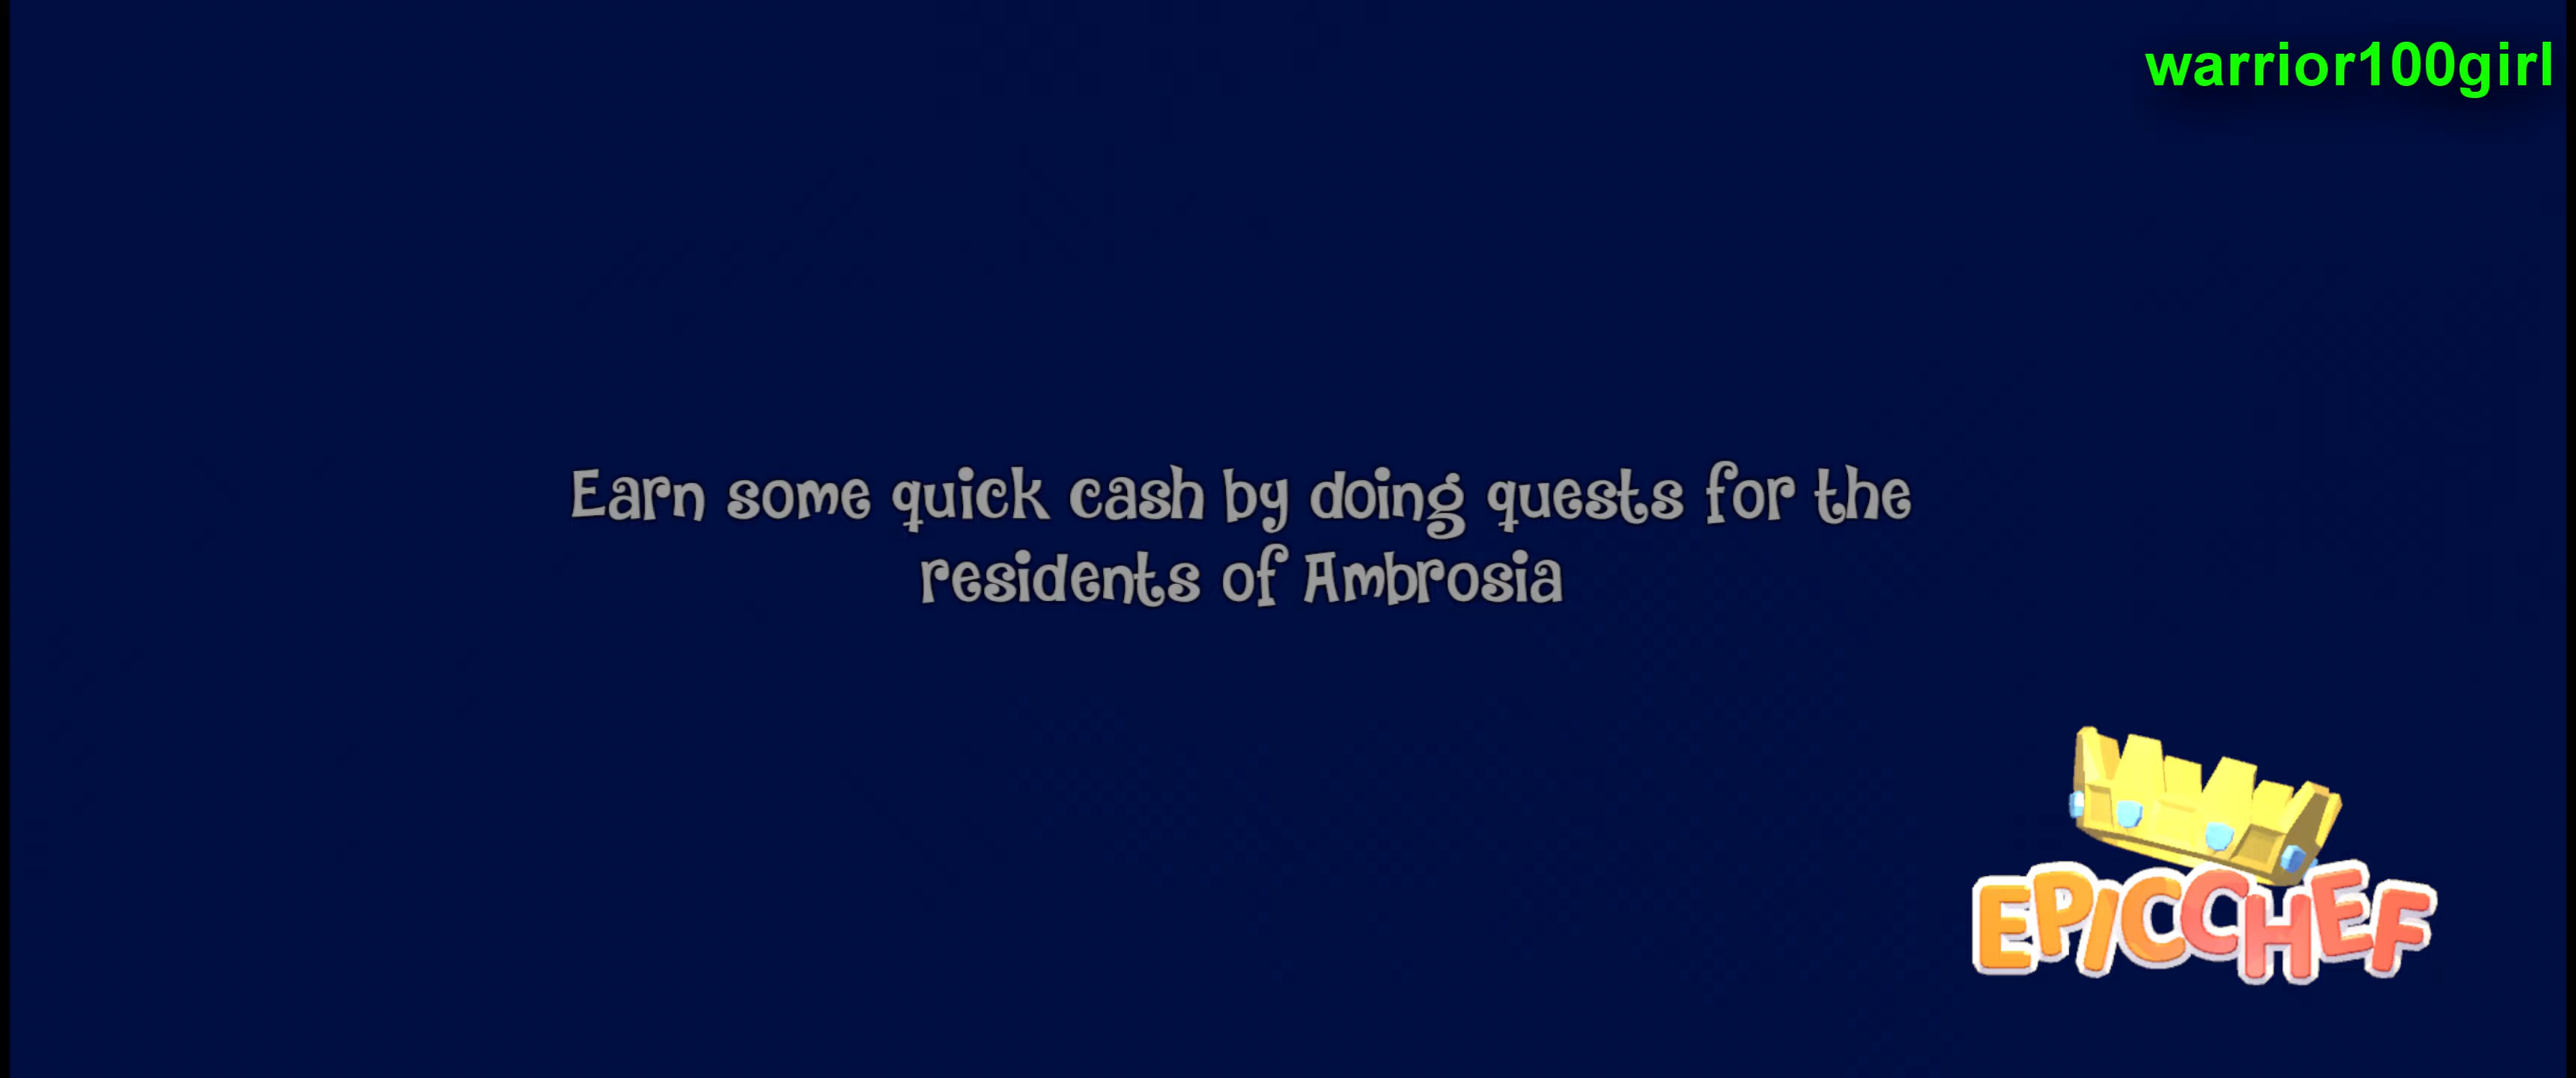 warrior100girl
Earn some quick cash by doing quests for the
residents of Ambrosia
EPICCHEF